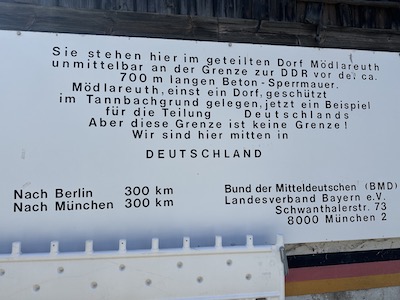 Sie stehen hier im geteilten Dorf Mödlareuth
unmittelbar an der Grenze zur DDR vor de. ca.
700 m langen Beton-Sperrmauer.
Mödlareuth, einst ein Dorf, geschützt
im Tannbachgrund gelegen, jetzt ein Beispiel
für die Teilung Deutschlands
Aber diese Grenze ist keine Grenze!
Wir sind hier mitten in
DEUTSCHLAND
Nach Berlin 300 km
Nach München 300 km
Bund der Mitteldeutschen (BMD)
Landesverband Bayern e.V.
Schwanthalerstr. 73
8000 München 2